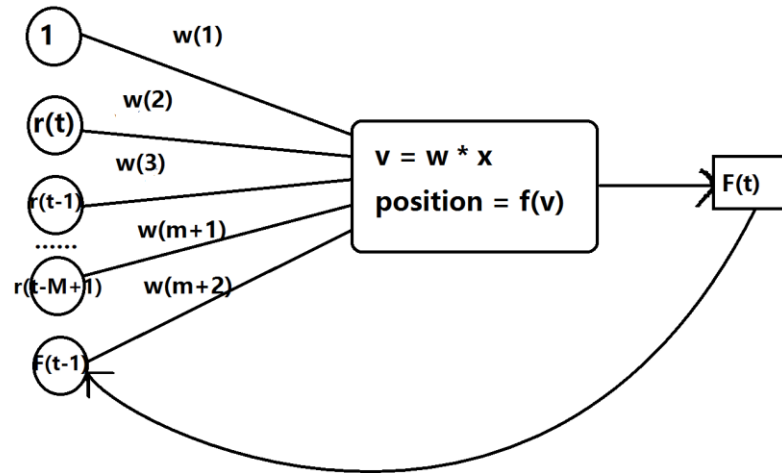 1
w(1)
r(t)
w(2)
r(t-1)
w(3)
......
r(t-M+1)
w(m+1)
F(t-1)
w(m+2)
v = w * x
position = f(v)
F(t)